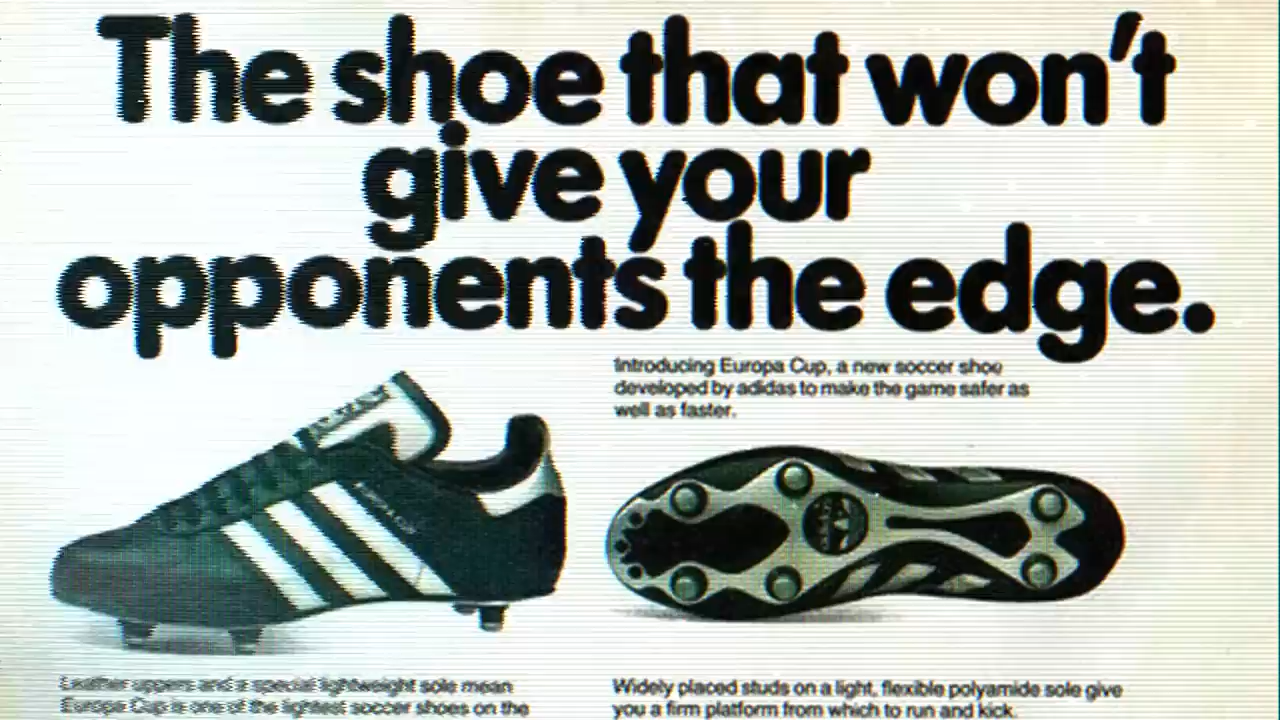 The shoe that won't
give your
opponents the edge.
Introducing Europa Cup, a new soccer shoe
developed by adidas to make the game safer as
well as faster.
Leather uppers and a special lightweight sole mean
Europa Cup is one of the lightest soccer shoes on the
Widely placed studs on a light, flexible polyamide sole give
you a firm platform from which to run and kick.